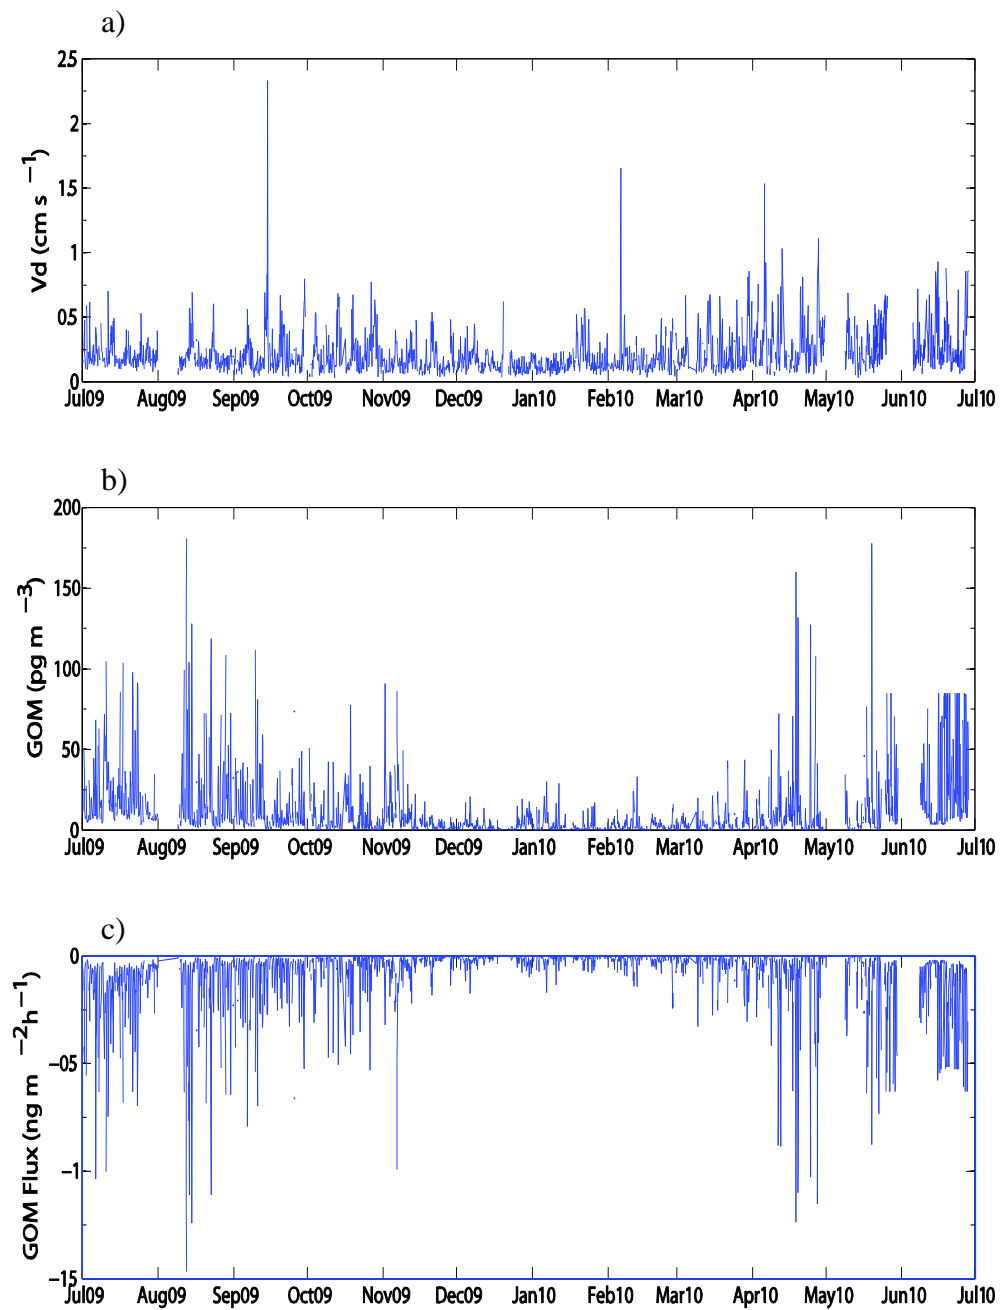 a)
25
2
15
1
05
0
Vd (cm s −1)
Jul09 Aug09 Sep09 Oct09 Nov09 Dec09 Jan10 Feb10 Mar10 Apr10 May10 Jun10 Jul10
b)
200
150
100
50
0
GOM (pg m −3)
Jul09 Aug09 Sep09 Oct09 Nov09 Dec09 Jan10 Feb10 Mar10 Apr10 May10 Jun10 Jul10
c)
0
−05
−1
−15
GOM Flux (ng m −2h−1)
Jul09 Aug09 Sep09 Oct09 Nov09 Dec09 Jan10 Feb10 Mar10 Apr10 May10 Jun10 Jul10